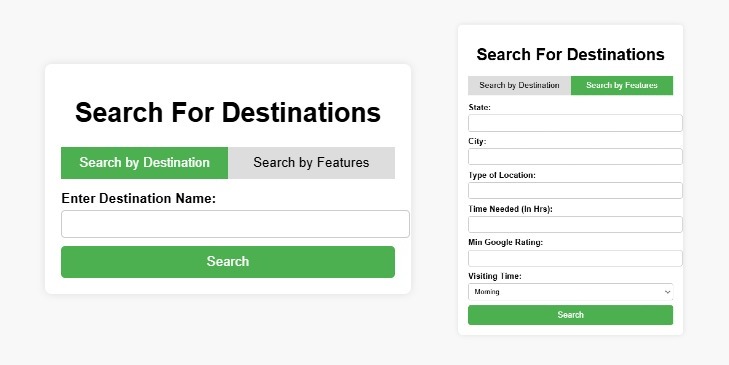 Search For Destinations
Search by Destination Search by Features
Enter Destination Name:
Search
Search For Destinations
Search by Destination Search by Features
State:
City:
Type of Location:
Time Needed (In Hrs):
Min Google Rating:
Visiting Time:
Morning
Search